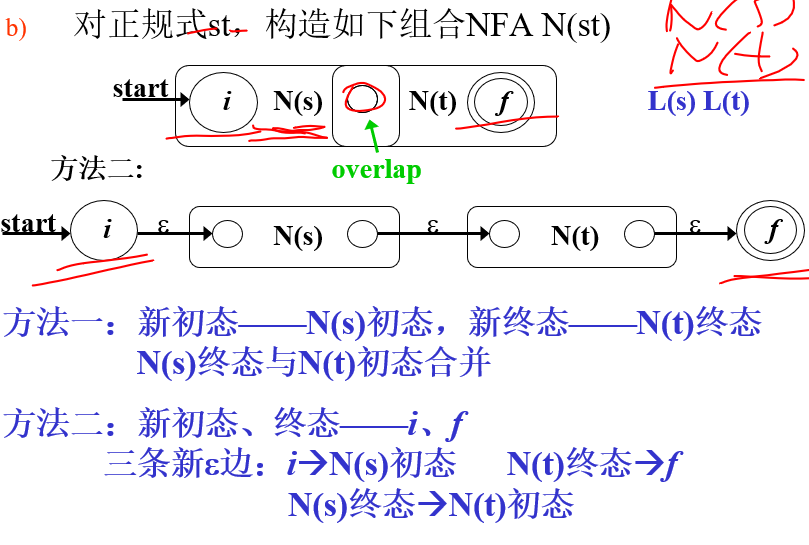 b) 对正规式st，构造如下组合NFA N(st)
N(s)
N(t)
start i N(s) N(t) f L(s) L(t)
overlap
方法二:
start i ε N(s) ε N(t) ε f
方法一：新初态——N(s)初态，新终态——N(t)终态
N(s)终态与N(t)初态合并
方法二：新初态、终态——i、f
三条新ε边：i→N(s)初态 N(t)终态→f
N(s)终态→N(t)初态